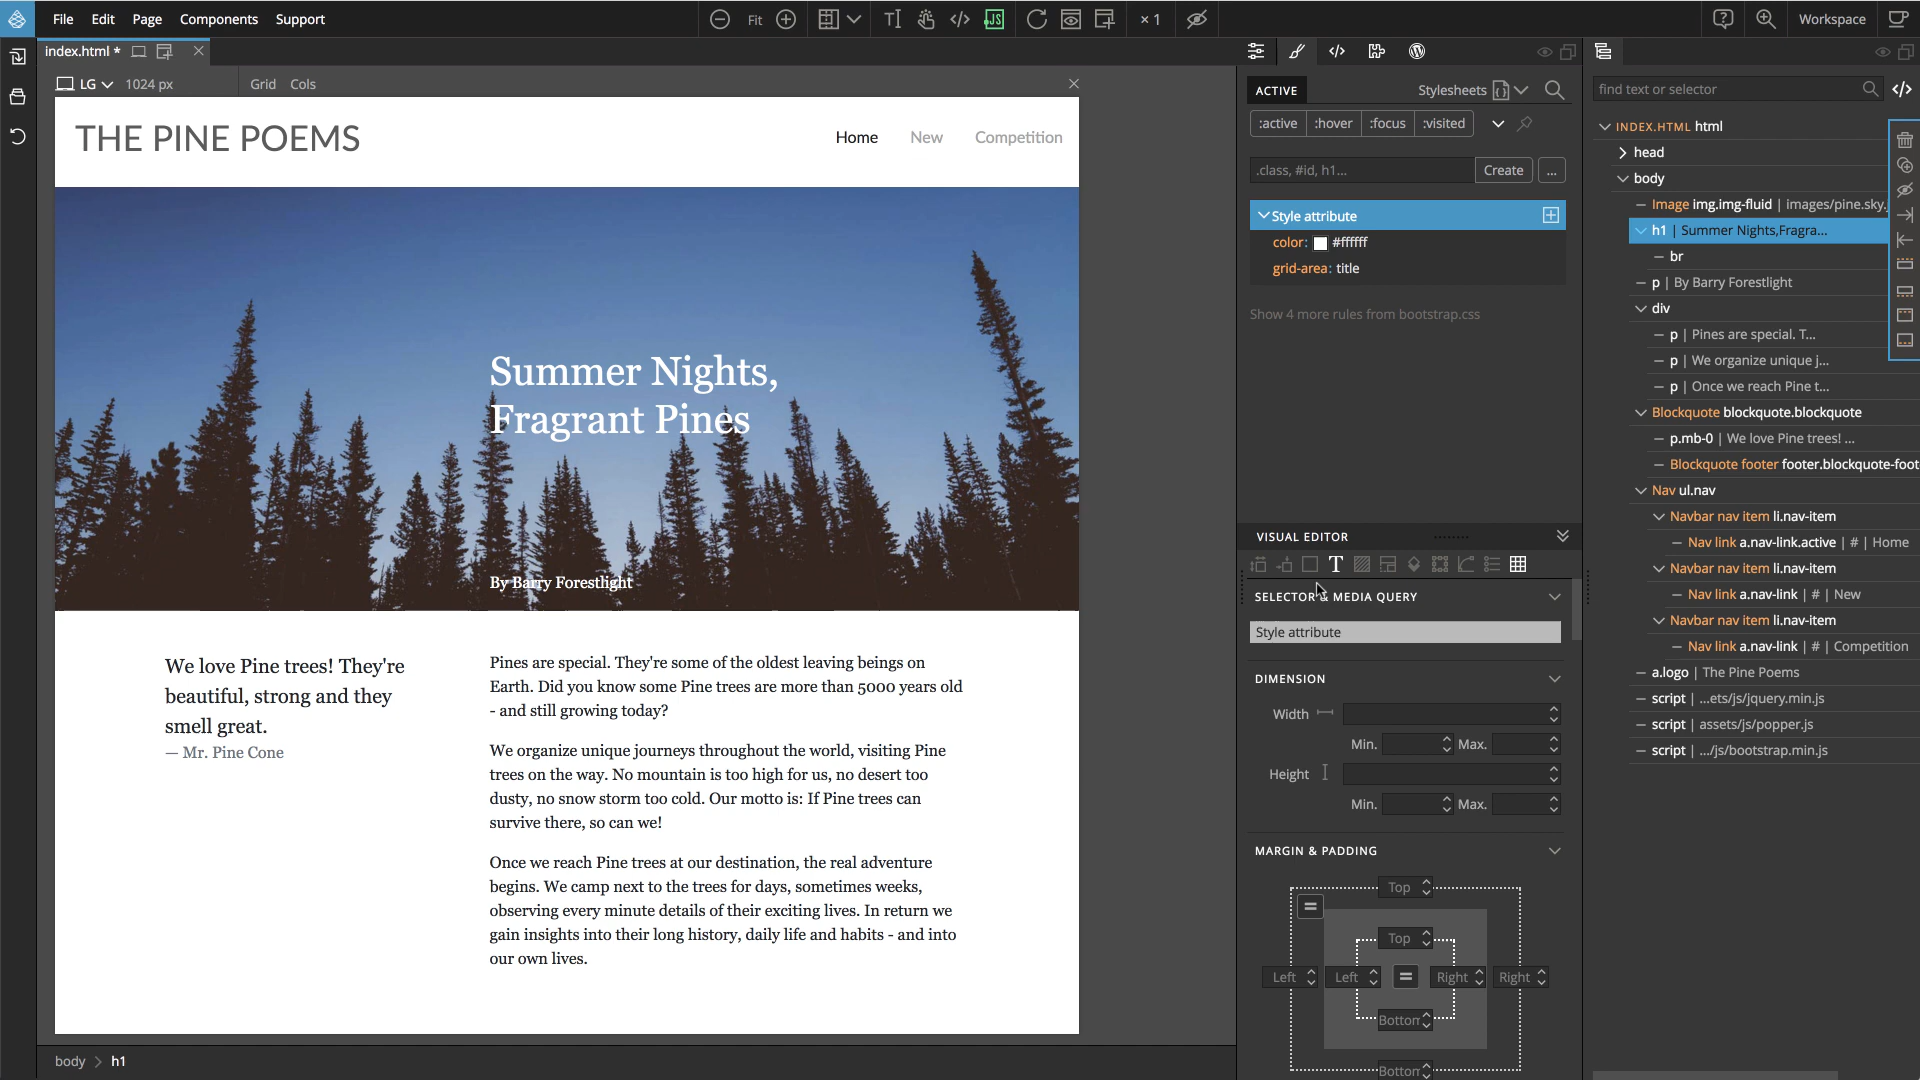 File Edit Page Components Support
Fit
JS
× 1
Workspace
index.html *
LG 1024 px
Grid Cols
THE PINE POEMS
Home New Competition
Summer Nights,
Fragrant Pines
By Barry Forestlight
We love Pine trees! They're
beautiful, strong and they
smell great.
— Mr. Pine Cone
Pines are special. They're some of the oldest leaving beings on
Earth. Did you know some Pine trees are more than 5000 years old
- and still growing today?
We organize unique journeys throughout the world, visiting Pine
trees on the way. No mountain is too high for us, no desert too
dusty, no snow storm too cold. Our motto is: If Pine trees can
survive there, so can we!
Once we reach Pine trees at our destination, the real adventure
begins. We camp next to the trees for days, sometimes weeks,
observing every minute details of their exciting lives. In return we
gain insights into their long history, daily life and habits - and into
our own lives.
body > h1
ACTIVE
Stylesheets
:active :hover :focus :visited
.class, #id, h1...
Create ...
Style attribute
color: #ffffff
grid-area: title
Show 4 more rules from bootstrap.css
VISUAL EDITOR
SELECTOR & MEDIA QUERY
Style attribute
DIMENSION
Width
Min. Max.
Height
Min. Max.
MARGIN & PADDING
Top
Top
Left Left Right Right
Bottom
Bottom
find text or selector
INDEX.HTML html
head
body
Image img.img-fluid | images/pine.sky.
h1 | Summer Nights,Fragra...
br
p | By Barry Forestlight
div
p | Pines are special. T...
p | We organize unique j...
p | Once we reach Pine t...
Blockquote blockquote.blockquote
p.mb-0 | We love Pine trees! ...
Blockquote footer footer.blockquote-foot
Nav ul.nav
Navbar nav item li.nav-item
Nav link a.nav-link.active | # | Home
Navbar nav item li.nav-item
Nav link a.nav-link | # | New
Navbar nav item li.nav-item
Nav link a.nav-link | # | Competition
a.logo | The Pine Poems
script | ...ets/js/jquery.min.js
script | assets/js/popper.js
script | .../js/bootstrap.min.js